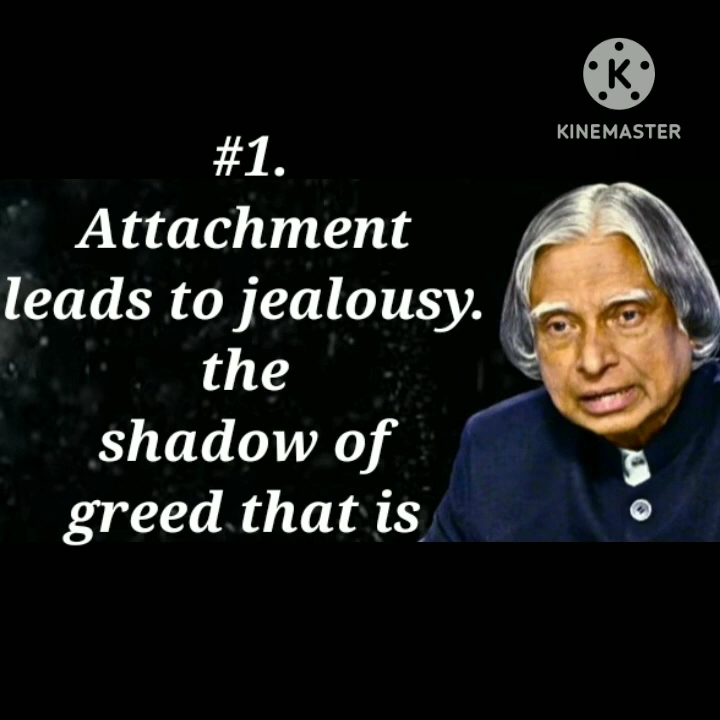 KINEMASTER
#1.
Attachment
leads to jealousy.
the
shadow of
greed that is